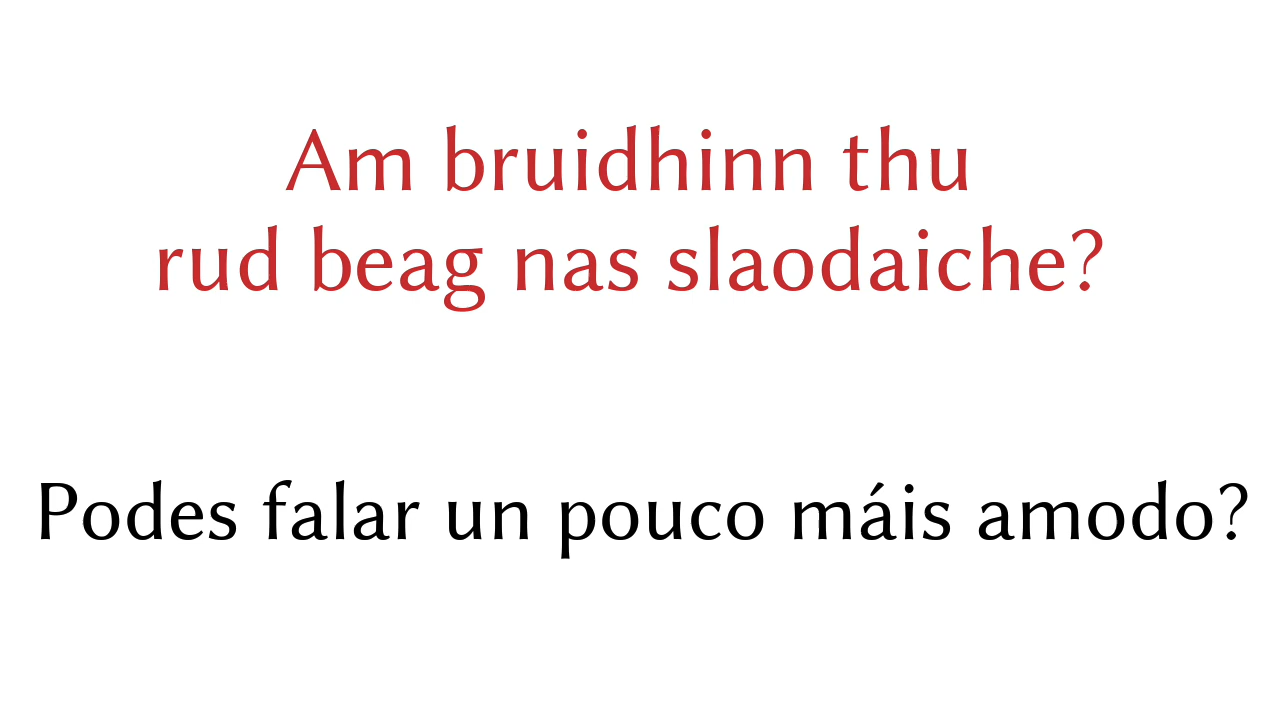 Am bruidhinn thu
rud beag nas slaodaiche?
Podes falar un pouco máis amodo?